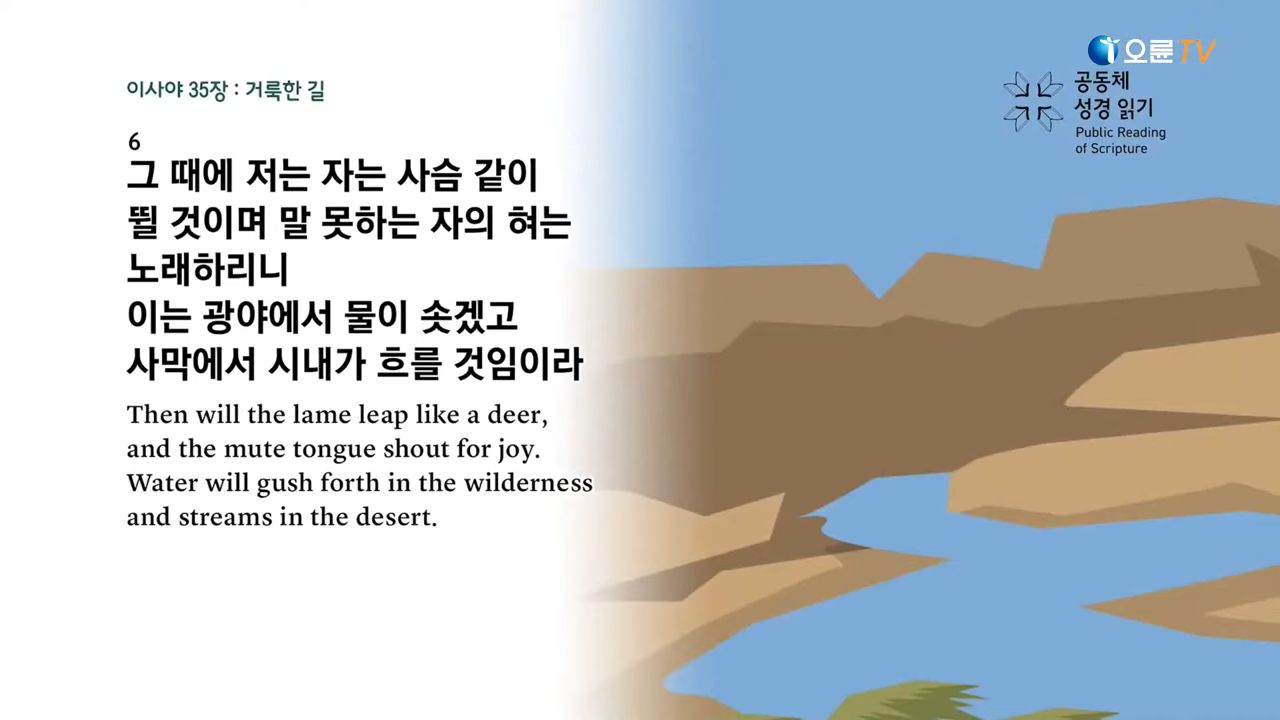 오륜TV
공동체
성경 읽기
Public Reading
of Scripture
이사야 35장 : 거룩한 길
6
그 때에 저는 자는 사슴 같이
뛸 것이며 말 못하는 자의 혀는
노래하리니
이는 광야에서 물이 솟겠고
사막에서 시내가 흐를 것임이라
Then will the lame leap like a deer,
and the mute tongue shout for joy.
Water will gush forth in the wilderness
and streams in the desert.